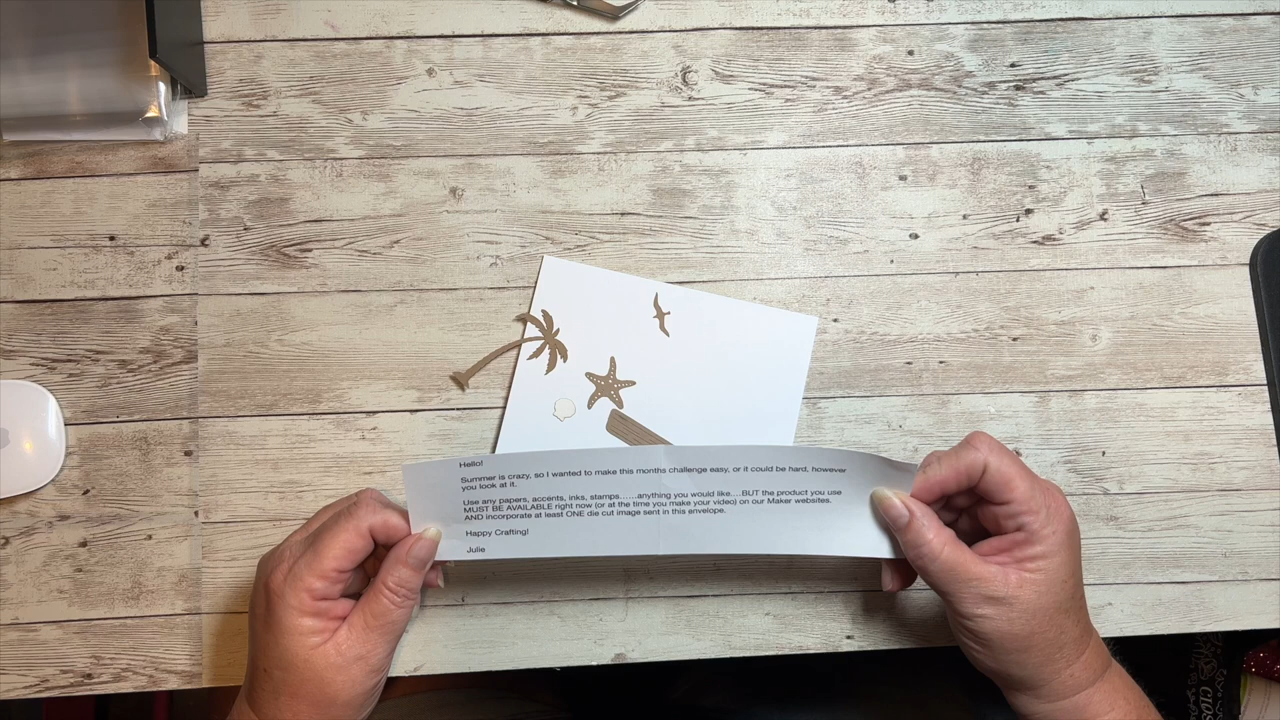 Hello!
Summer is crazy, so I wanted to make this months challenge easy, or it could be hard, however
you look at it.
Use any papers, accents, inks, stamps......anything you would like....BUT the product you use
MUST BE AVAILABLE right now (or at the time you make your video) on our Maker websites.
AND incorporate at least ONE die cut image sent in this envelope.
Happy Crafting!
Julie